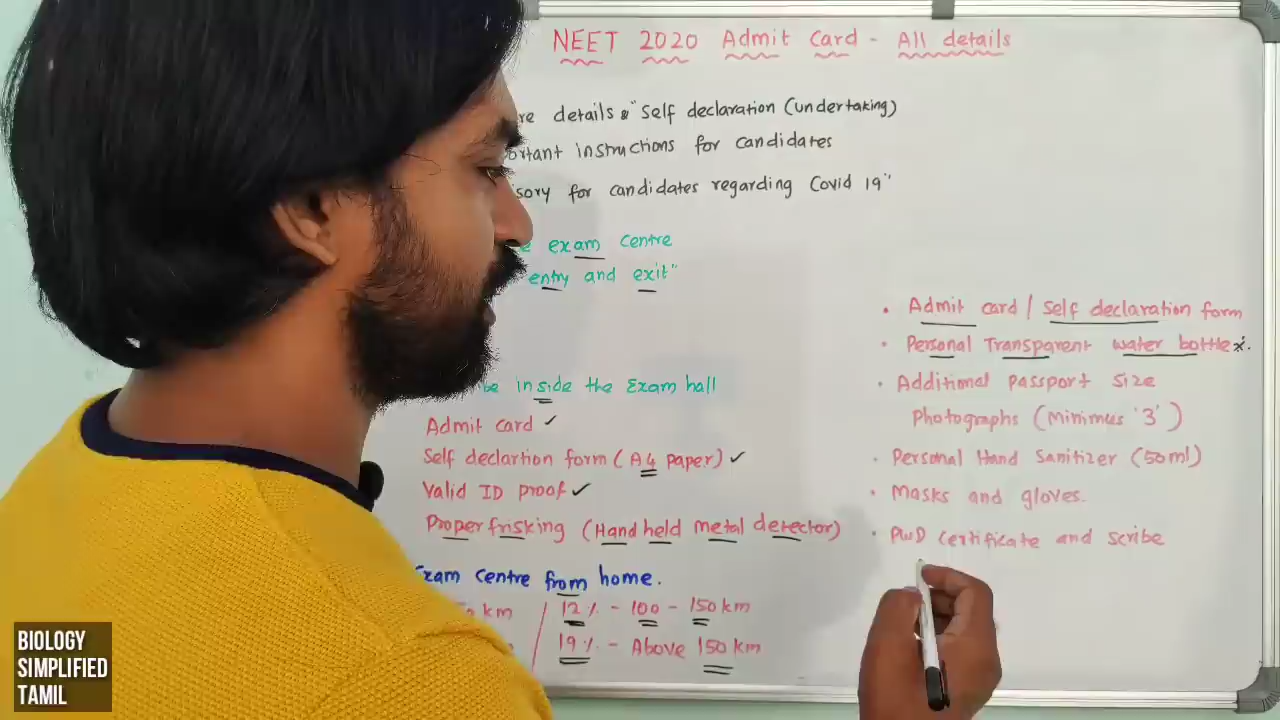 NEET 2020 Admit Card - All details
details & "Self declaration (undertaking)
instructions for candidates
for candidates regarding Covid 19"
exam centre
entry and exit"
inside the Exam hall
Admit card ✓
Self declartion form (A4 paper) ✓
Valid ID proof ✓
Proper frisking (Hand held metal detector)
Exam centre from home.
km / 12% - 100 - 150 km
19% - Above 150 km
• Admit card / Self declaration form
• Personal Transparent water bottle x.
• Additional Passport size
Photographs (Minimus '3')
• Personal Hand Sanitizer (50ml)
• Masks and gloves.
• PWD certificate and scribe
BIOLOGY
SIMPLIFIED
TAMIL